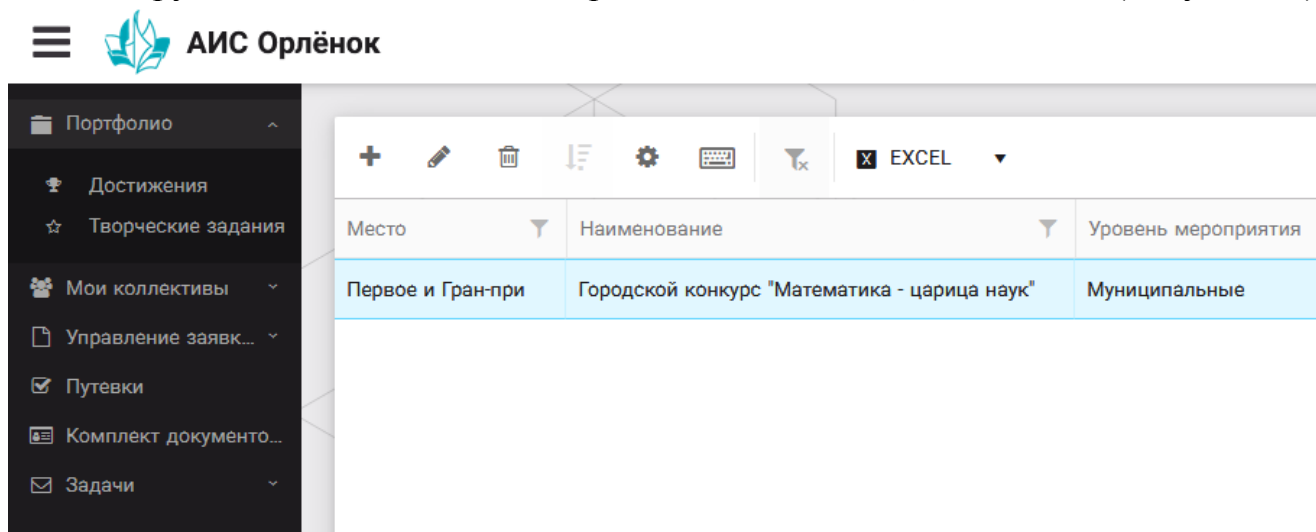 АИС Орлёнок
Портфолио
Достижения
Творческие задания
Мои коллективы
Управление заявк...
Путевки
Комплект документо...
Задачи
EXCEL
Место Наименование Уровень мероприятия
Первое и Гран-при Городской конкурс "Математика - царица наук" Муниципальные